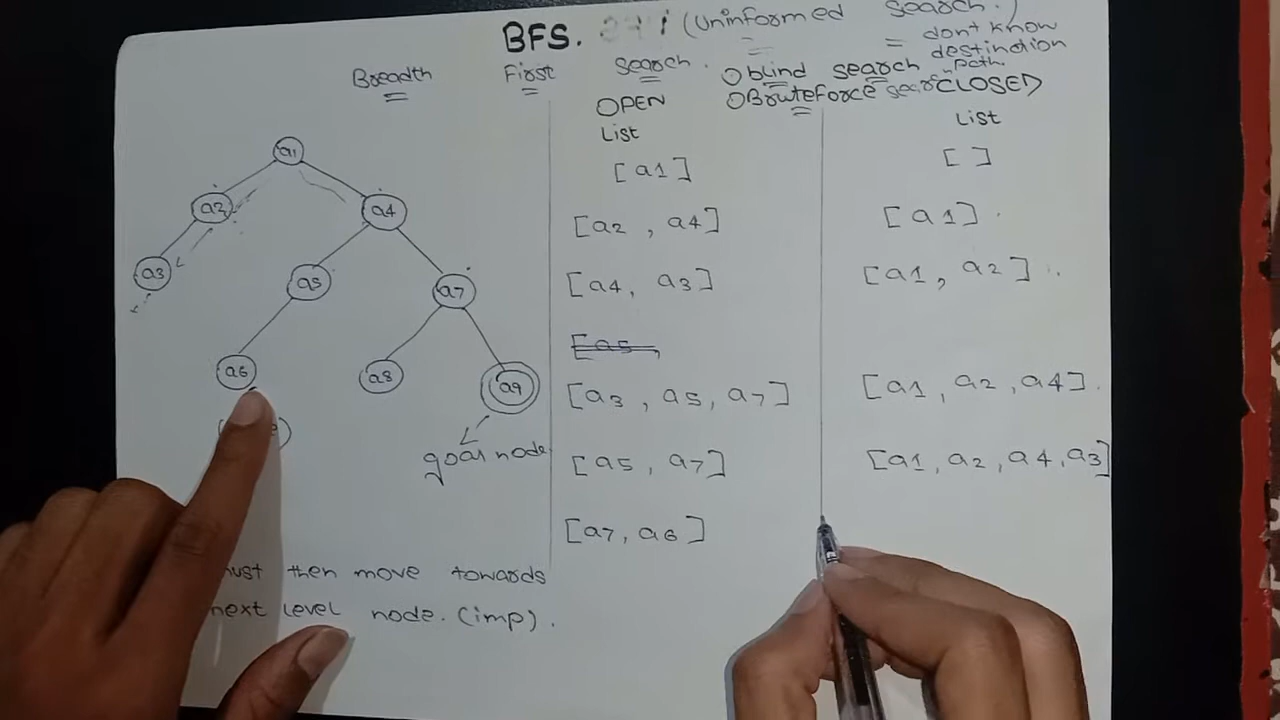 BFS. (Uninformed Search.)
= don't know
destination
path.
Breadth First Search.
blind search
Bruteforce search
OPEN
List
CLOSED
List
[a1]
[ ]
[a2, a4]
[a1].
[a4, a3]
[a1, a2]
[a5,
[a3, a5, a7]
[a1, a2, a4].
[a5, a7]
[a1, a2, a4, a3]
[a7, a6]
a1
a2
a4
a3
a5
a7
a6
a8
a9
goal node
then move towards
next level node. (imp).